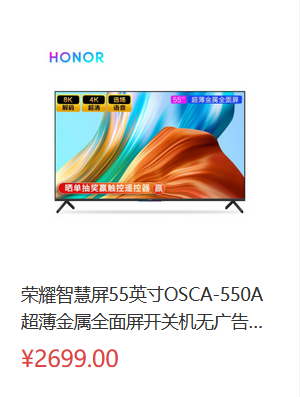 HONOR
8K 4K 远场
解码 超清 语音
55" 超薄金属全面屏
晒单抽奖赢触控遥控器 赢
荣耀智慧屏55英寸OSCA-550A
超薄金属全面屏开关机无广告...
¥2699.00